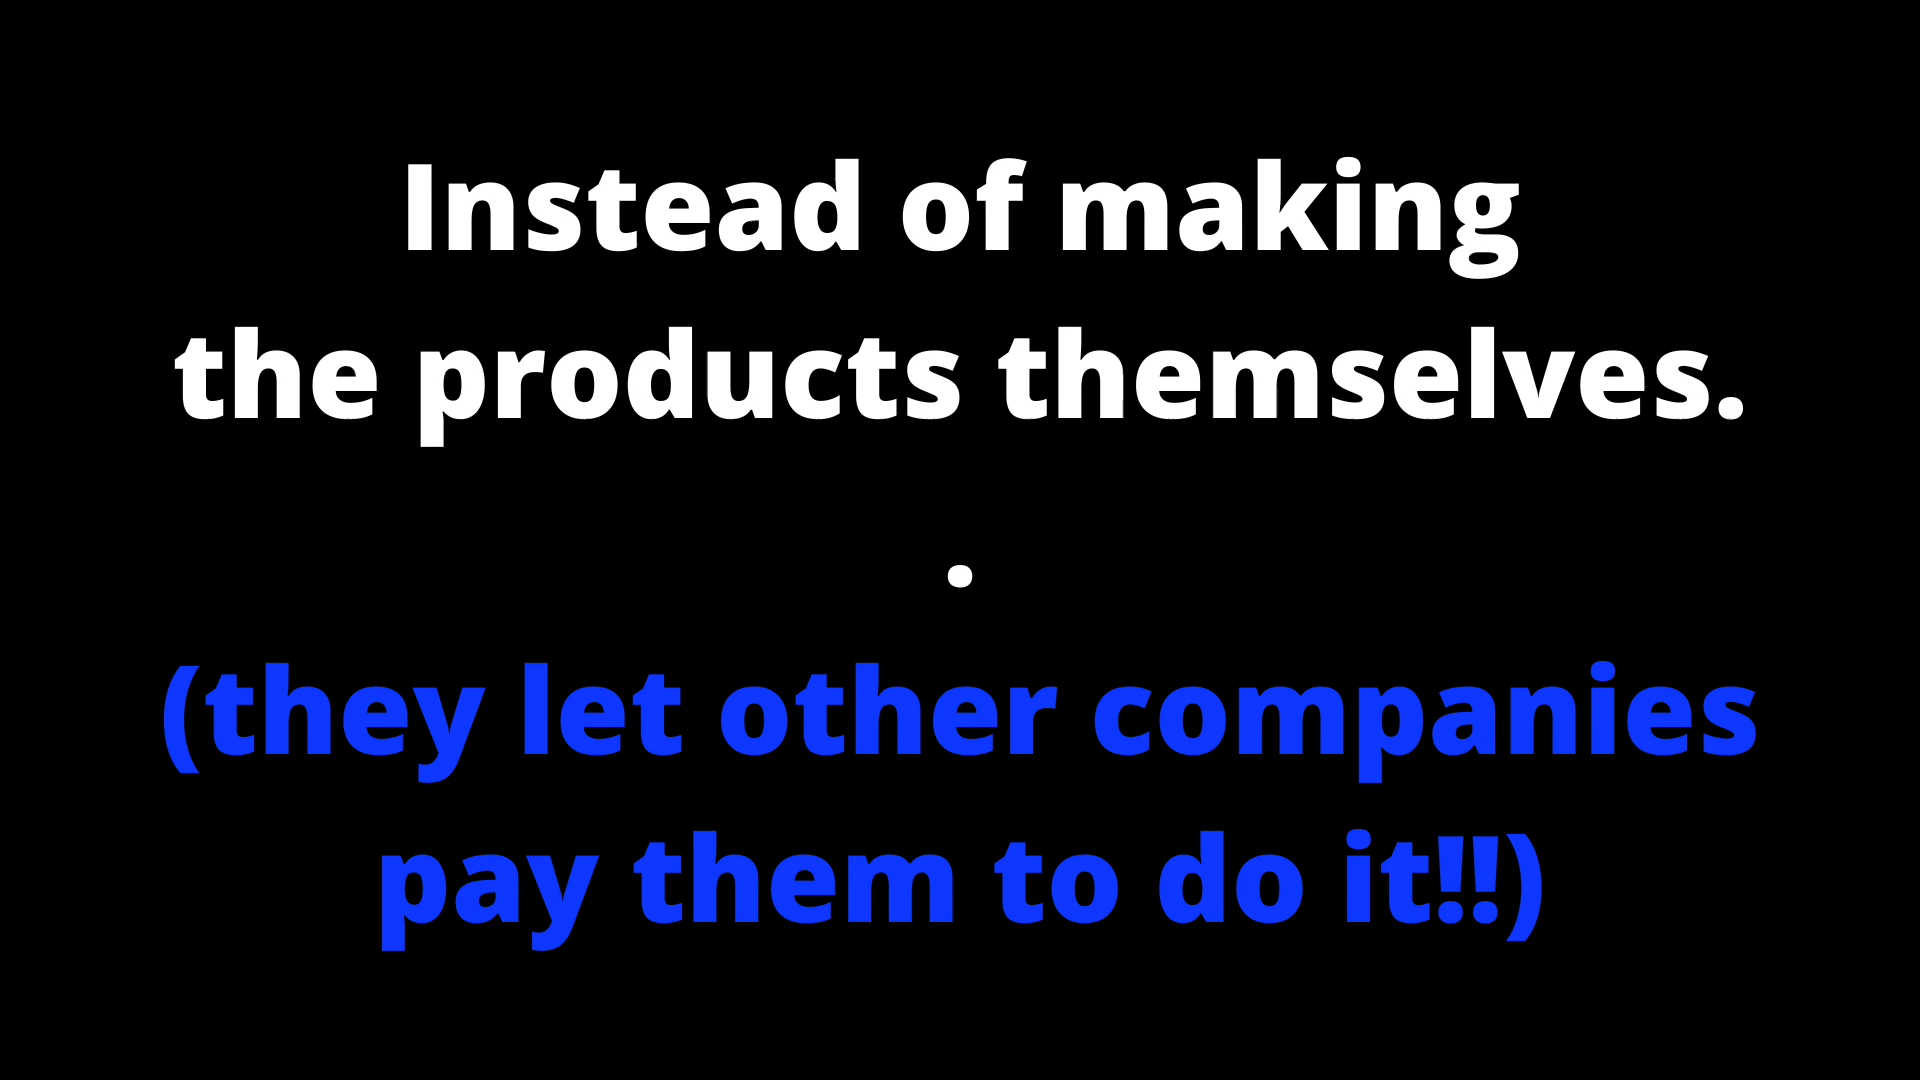 Instead of making
the products themselves.
.
(they let other companies
pay them to do it!!)